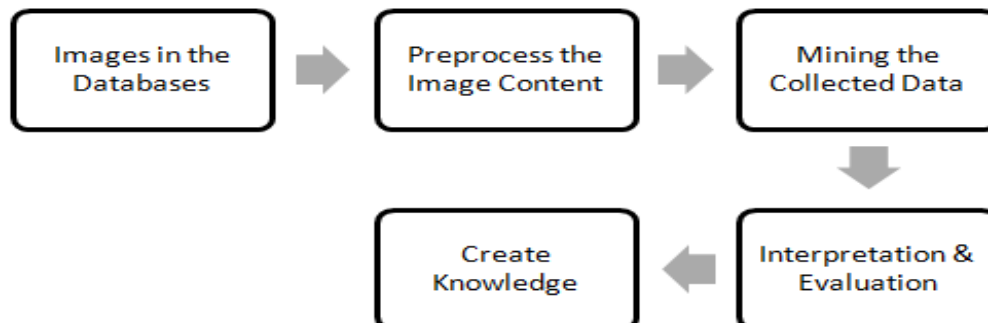 Images in the
Databases
Preprocess the
Image Content
Mining the
Collected Data
Interpretation &
Evaluation
Create
Knowledge